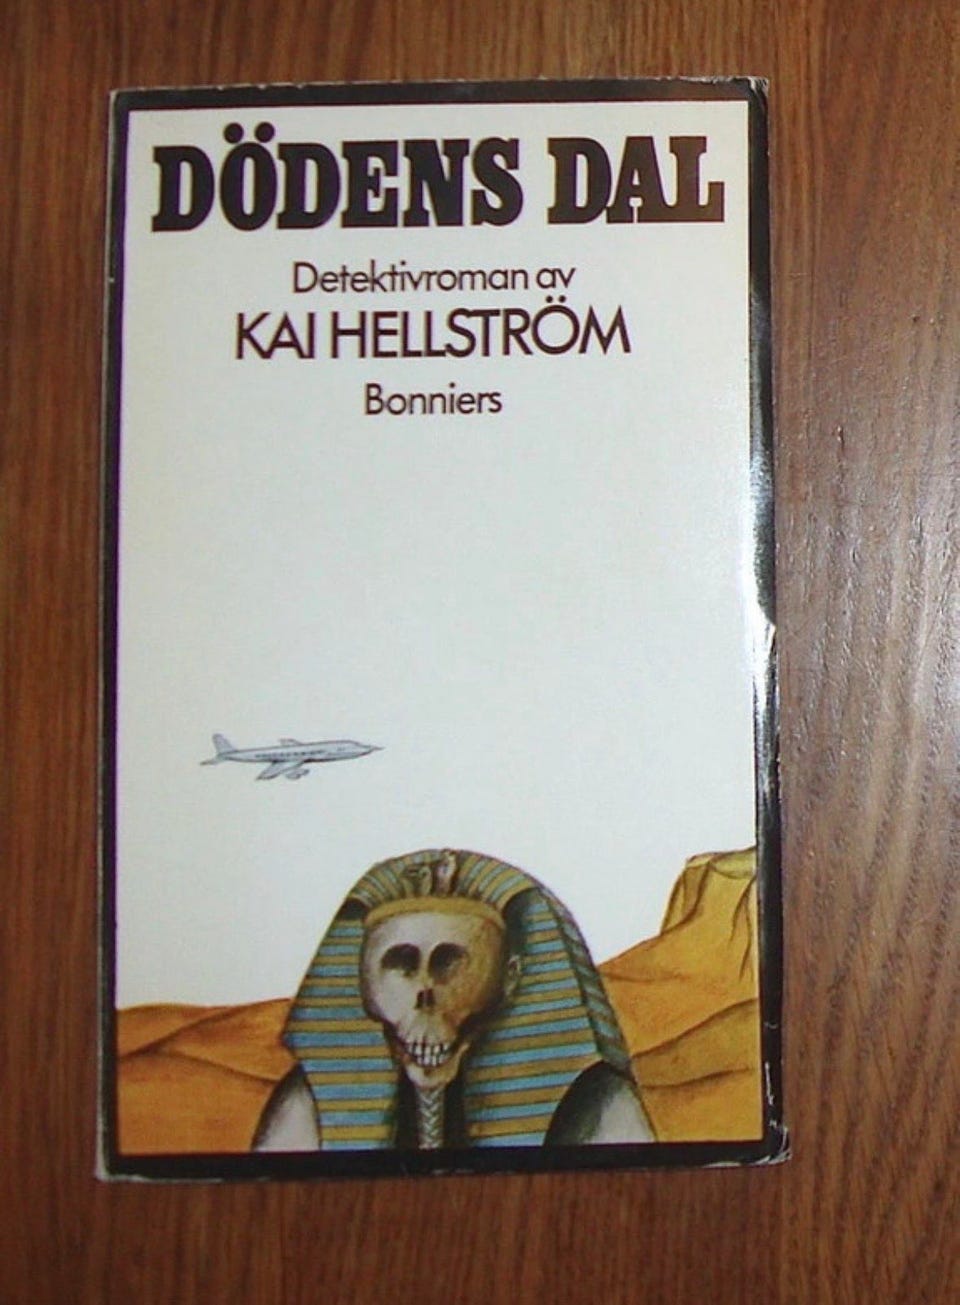 DÖDENS DAL
Detektivroman av
KAI HELLSTRÖM
Bonniers